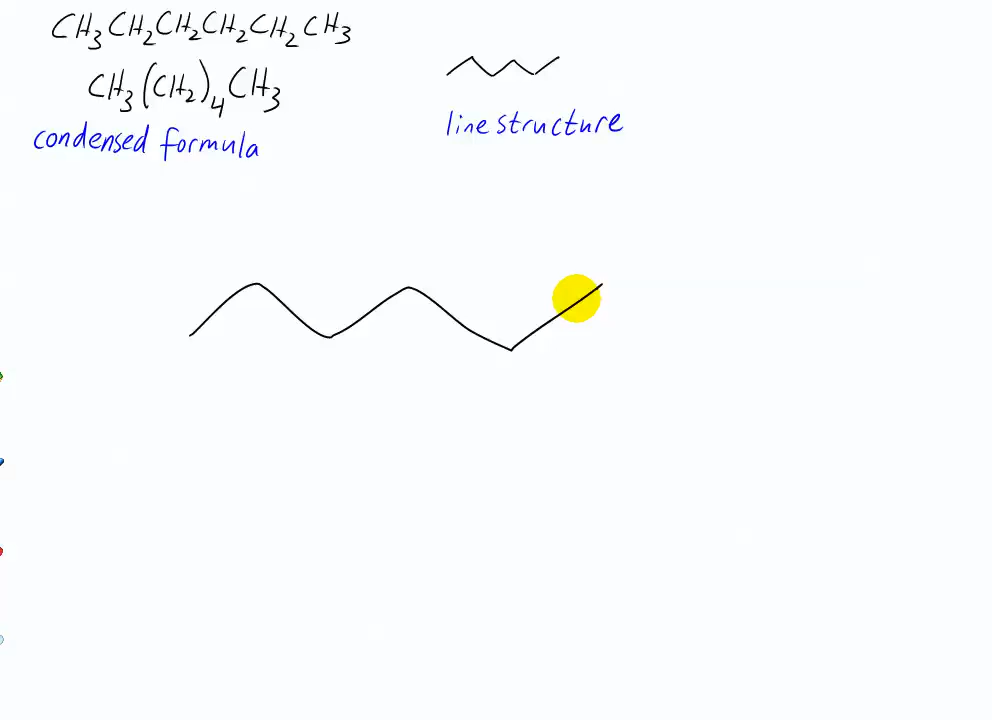 CH₃CH₂CH₂CH₂CH₂CH₃
CH₃(CH₂)₄CH₃
condensed formula
line structure